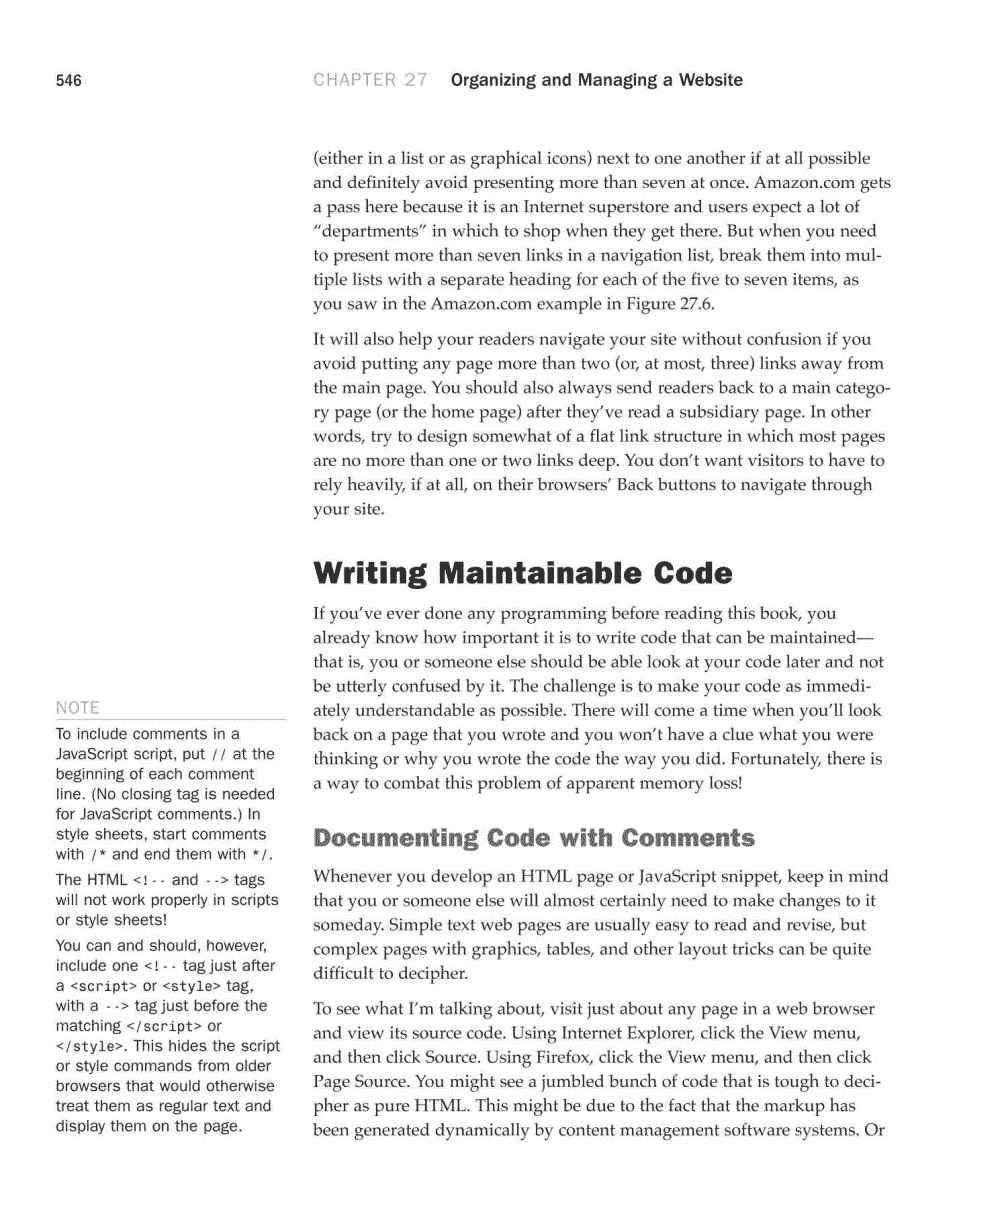 546
CHAPTER 27 Organizing and Managing a Website
(either in a list or as graphical icons) next to one another if at all possible
and definitely avoid presenting more than seven at once. Amazon.com gets
a pass here because it is an Internet superstore and users expect a lot of
“departments” in which to shop when they get there. But when you need
to present more than seven links in a navigation list, break them into mul-
tiple lists with a separate heading for each of the five to seven items, as
you saw in the Amazon.com example in Figure 27.6.
It will also help your readers navigate your site without confusion if you
avoid putting any page more than two (or, at most, three) links away from
the main page. You should also always send readers back to a main catego-
ry page (or the home page) after they’ve read a subsidiary page. In other
words, try to design somewhat of a flat link structure in which most pages
are no more than one or two links deep. You don’t want visitors to have to
rely heavily, if at all, on their browsers’ Back buttons to navigate through
your site.
Writing Maintainable Code
If you’ve ever done any programming before reading this book, you
already know how important it is to write code that can be maintained—
that is, you or someone else should be able look at your code later and not
be utterly confused by it. The challenge is to make your code as immedi-
ately understandable as possible. There will come a time when you’ll look
back on a page that you wrote and you won’t have a clue what you were
thinking or why you wrote the code the way you did. Fortunately, there is
a way to combat this problem of apparent memory loss!
NOTE
To include comments in a
JavaScript script, put // at the
beginning of each comment
line. (No closing tag is needed
for JavaScript comments.) In
style sheets, start comments
with /* and end them with */.
The HTML <!-- and --> tags
will not work properly in scripts
or style sheets!
You can and should, however,
include one <!-- tag just after
a <script> or <style> tag,
with a --> tag just before the
matching </script> or
</style>. This hides the script
or style commands from older
browsers that would otherwise
treat them as regular text and
display them on the page.
Documenting Code with Comments
Whenever you develop an HTML page or JavaScript snippet, keep in mind
that you or someone else will almost certainly need to make changes to it
someday. Simple text web pages are usually easy to read and revise, but
complex pages with graphics, tables, and other layout tricks can be quite
difficult to decipher.
To see what I’m talking about, visit just about any page in a web browser
and view its source code. Using Internet Explorer, click the View menu,
and then click Source. Using Firefox, click the View menu, and then click
Page Source. You might see a jumbled bunch of code that is tough to deci-
pher as pure HTML. This might be due to the fact that the markup has
been generated dynamically by content management software systems. Or